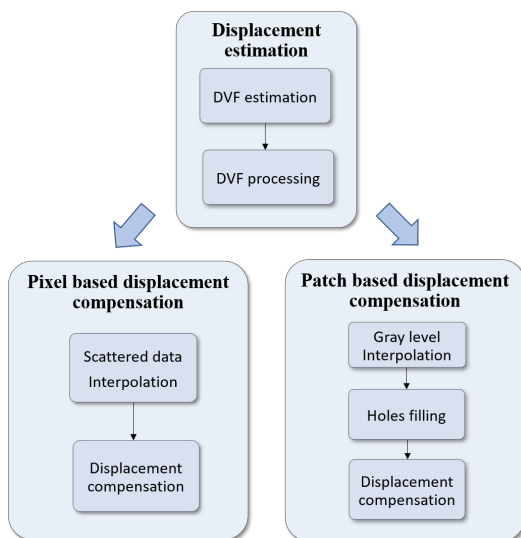 Displacement
estimation
DVF estimation
DVF processing
Pixel based displacement
compensation
Scattered data
Interpolation
Displacement
compensation
Patch based displacement
compensation
Gray level
Interpolation
Holes filling
Displacement
compensation